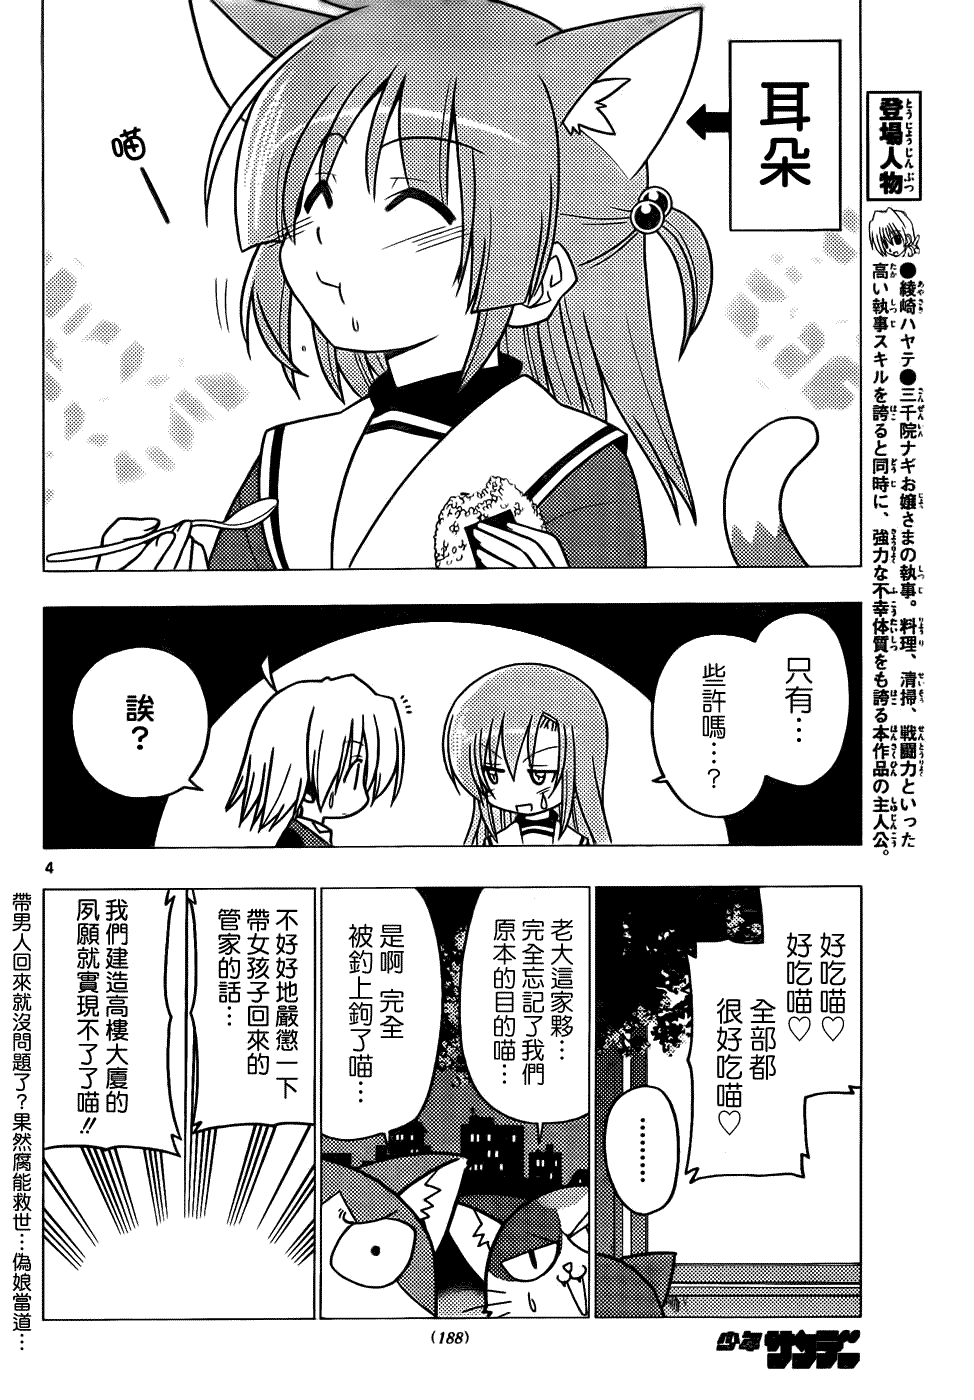 耳朵
喵
登場人物
とうじょうじんぶつ
●綾崎ハヤテ●三千院ナギお嬢さまの執事。料理、清掃、戦闘力といった
高い執事スキルを誇ると同時に、強力な不幸体質をも誇る本作品の主人公。
只有…
些許嗎…？
誒？
4
好吃喵♡
好吃喵♡
全部都
很好吃喵♡
………
老大這家夥…
完全忘記了我們
原本的目的喵…
是啊 完全
被釣上鉤了喵…
不好好地嚴懲一下
帶女孩子回來的
管家的話…
我們建造高樓大廈的
夙願就實現不了了喵!!
帶男人回來就沒問題了？果然腐能救世…偽娘當道…
(188)
少年サンデー